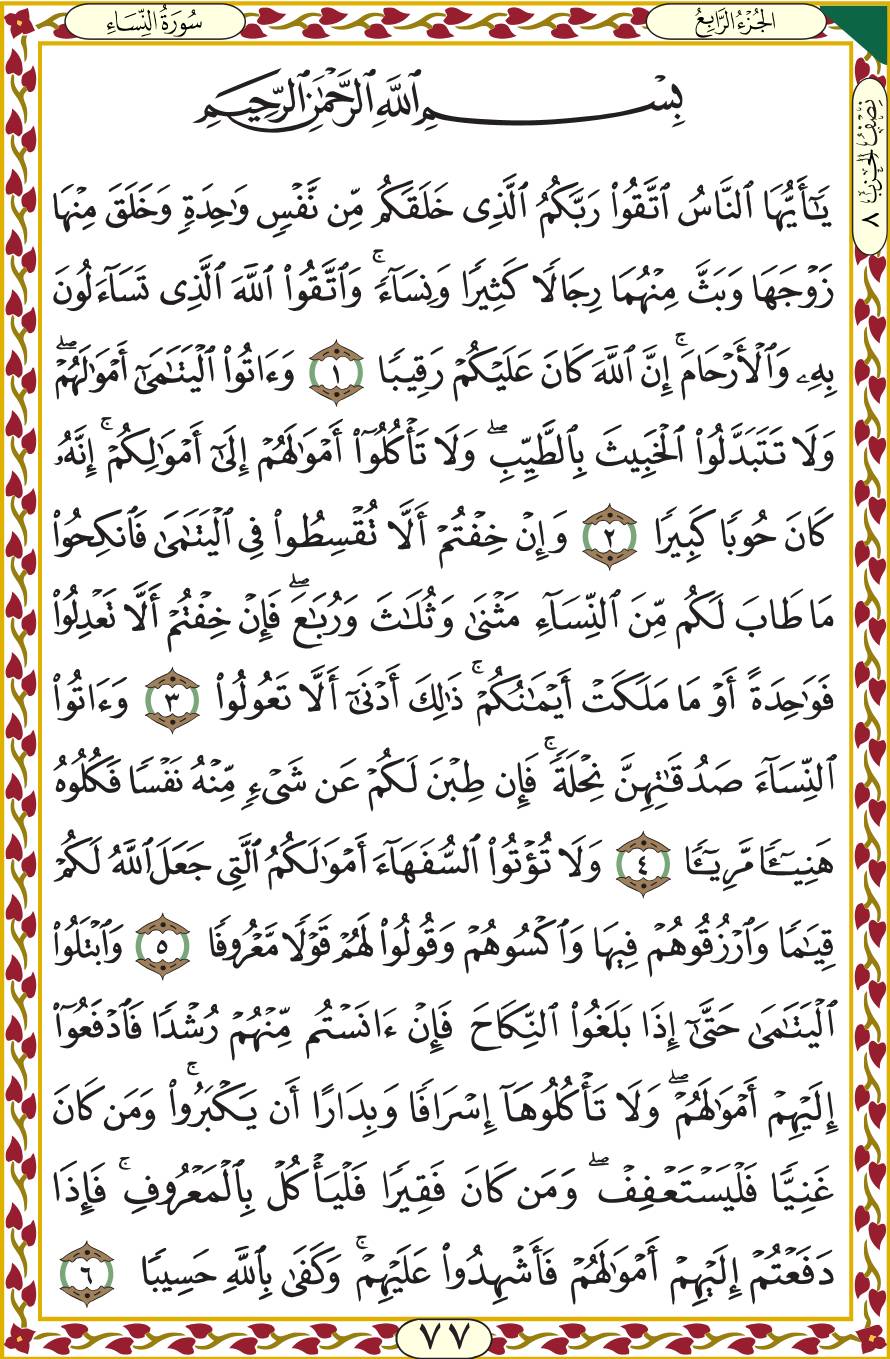 الجُزْءُ الرَّابِعُ
سُورَةُ النِّسَاءِ
نِصْفُ الحِزْبِ ٨
بِسْمِ ٱللَّهِ ٱلرَّحْمَٰنِ ٱلرَّحِيمِ
يَٰٓأَيُّهَا ٱلنَّاسُ ٱتَّقُوا۟ رَبَّكُمُ ٱلَّذِى خَلَقَكُم مِّن نَّفْسٍ وَٰحِدَةٍ وَخَلَقَ مِنْهَا
زَوْجَهَا وَبَثَّ مِنْهُمَا رِجَالًا كَثِيرًا وَنِسَآءً ۚ وَٱتَّقُوا۟ ٱللَّهَ ٱلَّذِى تَسَآءَلُونَ
بِهِۦ وَٱلْأَرْحَامَ ۚ إِنَّ ٱللَّهَ كَانَ عَلَيْكُمْ رَقِيبًا ١ وَءَاتُوا۟ ٱلْيَتَٰمَىٰٓ أَمْوَٰلَهُمْ ۖ
وَلَا تَتَبَدَّلُوا۟ ٱلْخَبِيثَ بِٱلطَّيِّبِ ۖ وَلَا تَأْكُلُوٓا۟ أَمْوَٰلَهُمْ إِلَىٰٓ أَمْوَٰلِكُمْ ۚ إِنَّهُۥ
كَانَ حُوبًا كَبِيرًا ٢ وَإِنْ خِفْتُمْ أَلَّا تُقْسِطُوا۟ فِى ٱلْيَتَٰمَىٰ فَٱنكِحُوا۟
مَا طَابَ لَكُم مِّنَ ٱلنِّسَآءِ مَثْنَىٰ وَثُلَٰثَ وَرُبَٰعَ ۖ فَإِنْ خِفْتُمْ أَلَّا تَعْدِلُوا۟
فَوَٰحِدَةً أَوْ مَا مَلَكَتْ أَيْمَٰنُكُمْ ۚ ذَٰلِكَ أَدْنَىٰٓ أَلَّا تَعُولُوا۟ ٣ وَءَاتُوا۟
ٱلنِّسَآءَ صَدُقَٰتِهِنَّ نِحْلَةً ۚ فَإِن طِبْنَ لَكُمْ عَن شَىْءٍ مِّنْهُ نَفْسًا فَكُلُوهُ
هَنِيٓـًٔا مَّرِيٓـًٔا ٤ وَلَا تُؤْتُوا۟ ٱلسُّفَهَآءَ أَمْوَٰلَكُمُ ٱلَّتِى جَعَلَ ٱللَّهُ لَكُمْ
قِيَٰمًا وَٱرْزُقُوهُمْ فِيهَا وَٱكْسُوهُمْ وَقُولُوا۟ لَهُمْ قَوْلًا مَّعْرُوفًا ٥ وَٱبْتَلُوا۟
ٱلْيَتَٰمَىٰ حَتَّىٰٓ إِذَا بَلَغُوا۟ ٱلنِّكَاحَ فَإِنْ ءَانَسْتُم مِّنْهُمْ رُشْدًا فَٱدْفَعُوٓا۟
إِلَيْهِمْ أَمْوَٰلَهُمْ ۖ وَلَا تَأْكُلُوهَآ إِسْرَافًا وَبِدَارًا أَن يَكْبَرُوا۟ ۚ وَمَن كَانَ
غَنِيًّا فَلْيَسْتَعْفِفْ ۖ وَمَن كَانَ فَقِيرًا فَلْيَأْكُلْ بِٱلْمَعْرُوفِ ۚ فَإِذَا
دَفَعْتُمْ إِلَيْهِمْ أَمْوَٰلَهُمْ فَأَشْهِدُوا۟ عَلَيْهِمْ ۚ وَكَفَىٰ بِٱللَّهِ حَسِيبًا ٦
٧٧